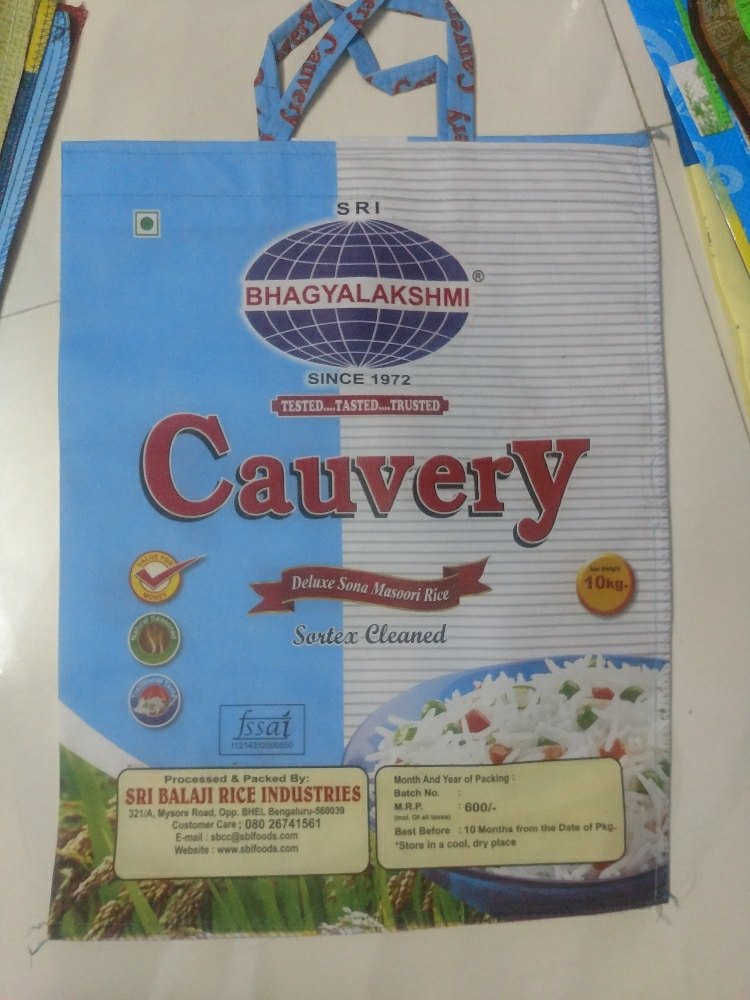 SRI
BHAGYALAKSHMI ®
SINCE 1972
TESTED....TASTED....TRUSTED
Cauvery
VALUE FOR
MONEY
Deluxe Sona Masoori Rice
Net Weight
10kg.
Sortex Cleaned
fssai
Processed & Packed By:
SRI BALAJI RICE INDUSTRIES
321/A, Mysore Road, Opp. BHEL Bengaluru-560039
Customer Care : 080 26741561
E-mail : sbcc@sblfoods.com
Website : www.sblfoods.com
Month And Year of Packing :
Batch No. :
M.R.P. : 600/-
(Incl. Of all taxes)
Best Before : 10 Months from the Date of Pkg.
*Store in a cool, dry place